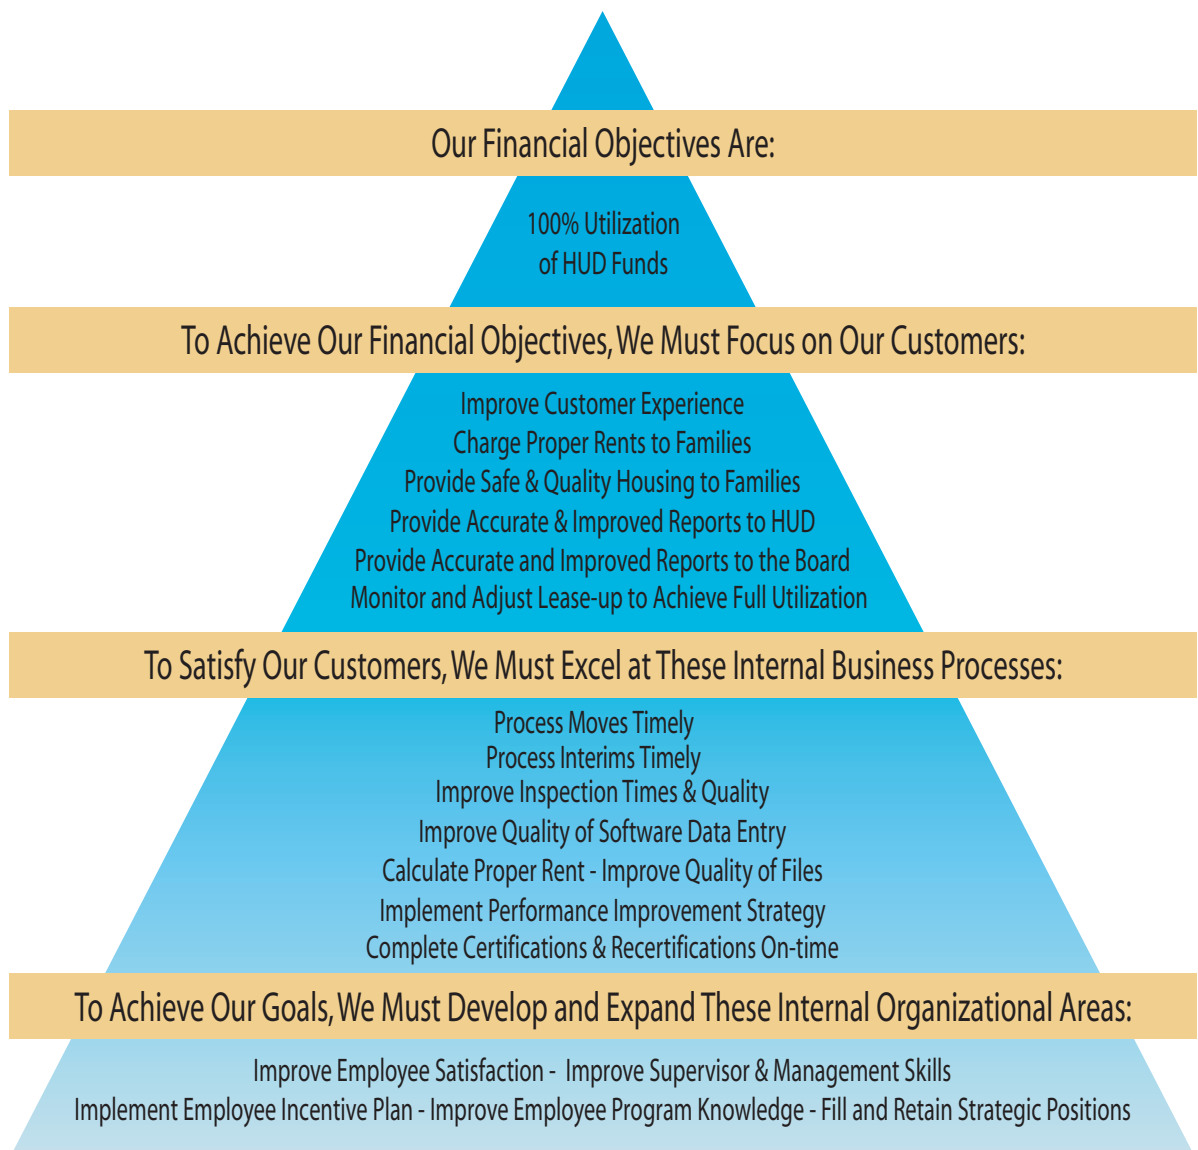 Our Financial Objectives Are:
100% Utilization
of HUD Funds
To Achieve Our Financial Objectives, We Must Focus on Our Customers:
Improve Customer Experience
Charge Proper Rents to Families
Provide Safe & Quality Housing to Families
Provide Accurate & Improved Reports to HUD
Provide Accurate and Improved Reports to the Board
Monitor and Adjust Lease-up to Achieve Full Utilization
To Satisfy Our Customers, We Must Excel at These Internal Business Processes:
Process Moves Timely
Process Interims Timely
Improve Inspection Times & Quality
Improve Quality of Software Data Entry
Calculate Proper Rent - Improve Quality of Files
Implement Performance Improvement Strategy
Complete Certifications & Recertifications On-time
To Achieve Our Goals, We Must Develop and Expand These Internal Organizational Areas:
Improve Employee Satisfaction - Improve Supervisor & Management Skills
Implement Employee Incentive Plan - Improve Employee Program Knowledge - Fill and Retain Strategic Positions